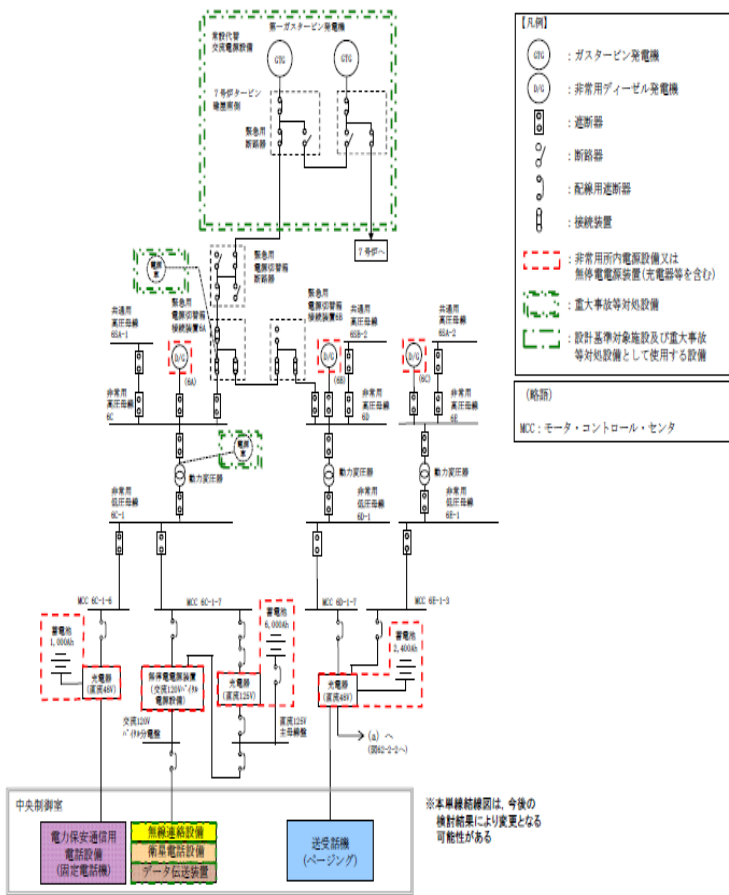 常設代替
交流電源設備
第一ガスタービン発電機
GTG
GTG
7号炉タービン
建屋南側
緊急用
断路器
7号炉へ
電源
車
緊急用
電源切替箱
断路器
緊急用
電源切替箱
接続装置6A
緊急用
電源切替箱
接続装置6B
共通用
高圧母線
6SA-1
D/G
(6A)
共通用
高圧母線
6SB-2
D/G
(6B)
共通用
高圧母線
6SA-2
D/G
(6C)
非常用
高圧母線
6C
非常用
高圧母線
6D
非常用
高圧母線
6E
電源
車
動力変圧器
動力変圧器
動力変圧器
非常用
低圧母線
6C-1
非常用
低圧母線
6D-1
非常用
低圧母線
6E-1
MCC 6C-1-6
MCC 6C-1-7
MCC 6D-1-7
MCC 6E-1-3
蓄電池
1,000Ah
蓄電池
6,000Ah
蓄電池
2,400Ah
充電器
(直流48V)
無停電電源装置
(交流120Vバイタル
電源設備)
充電器
(直流125V)
充電器
(直流48V)
交流120V
バイタル分電盤
直流125V
主母線盤
(a) へ
(図62-2-2へ)
中央制御室
電力保安通信用
電話設備
(固定電話機)
無線連絡設備
衛星電話設備
データ伝送装置
送受話機
(ページング)
※本単線結線図は、今後の
検討結果により変更となる
可能性がある
【凡例】
GTG
:ガスタービン発電機
D/G
:非常用ディーゼル発電機
:遮断器
:断路器
:配線用遮断器
:接続装置
:非常用所内電源設備又は
無停電電源装置(充電器等を含む)
:重大事故等対処設備
:設計基準対象施設及び重大事故
等対処設備として使用する設備
(略語)
MCC:モータ・コントロール・センタ